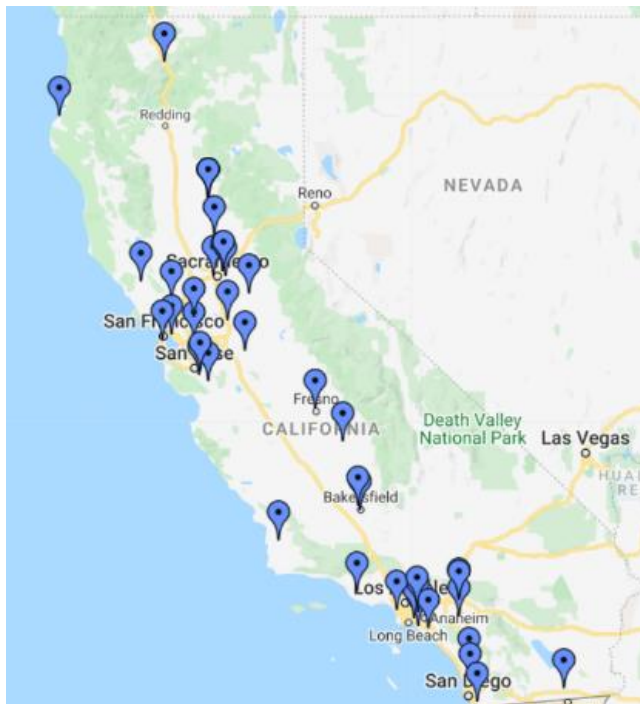 Redding
Reno
NEVADA
Sacramento
San Francisco
San Jose
Fresno
CALIFORNIA
Death Valley
National Park
Las Vegas
Bakersfield
Los Angeles
Anaheim
Long Beach
San Diego